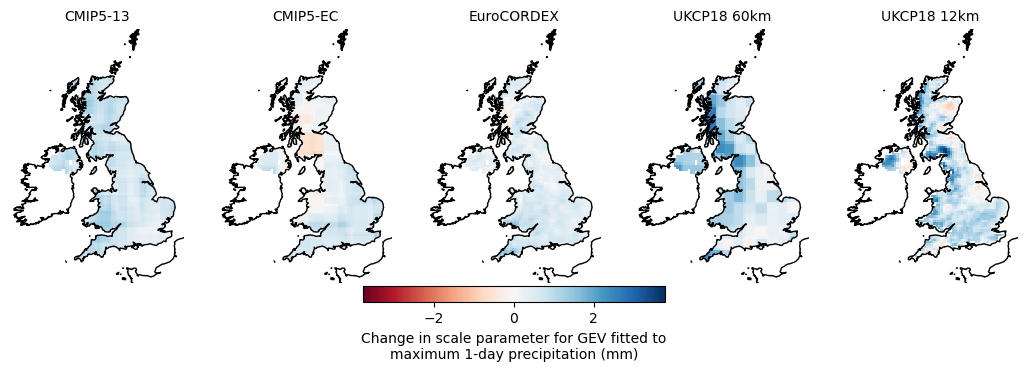 CMIP5-13
CMIP5-EC
EuroCORDEX
UKCP18 60km
UKCP18 12km
−2
0
2
Change in scale parameter for GEV fitted to
maximum 1-day precipitation (mm)